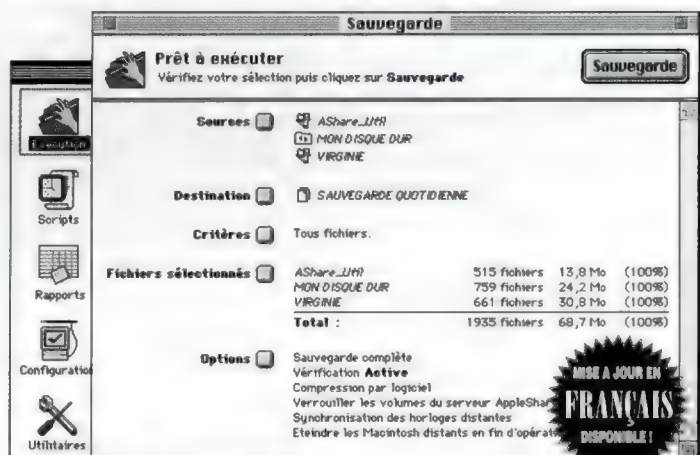 Sauvegarde
Prêt à exécuter
Vérifiez votre sélection puis cliquez sur Sauvegarde
Sauvegarde
Exécution
Scripts
Rapports
Configuration
Utilitaires
Sources
AShare_Util
MON DISQUE DUR
VIRGINIE
Destination
SAUVEGARDE QUOTIDIENNE
Critères
Tous fichiers.
Fichiers sélectionnés
AShare_Util 515 fichiers 13,8 Mo (100%)
MON DISQUE DUR 759 fichiers 24,2 Mo (100%)
VIRGINIE 661 fichiers 30,8 Mo (100%)
Total : 1935 fichiers 68,7 Mo (100%)
Options
Sauvegarde complète
Vérification Active
Compression par logiciel
Verrouiller les volumes du serveur AppleShar
Synchronisation des horloges distantes
Eteindre les Macintosh distants en fin d'opérat
MISE A JOUR EN
FRANÇAIS
DISPONIBLE !